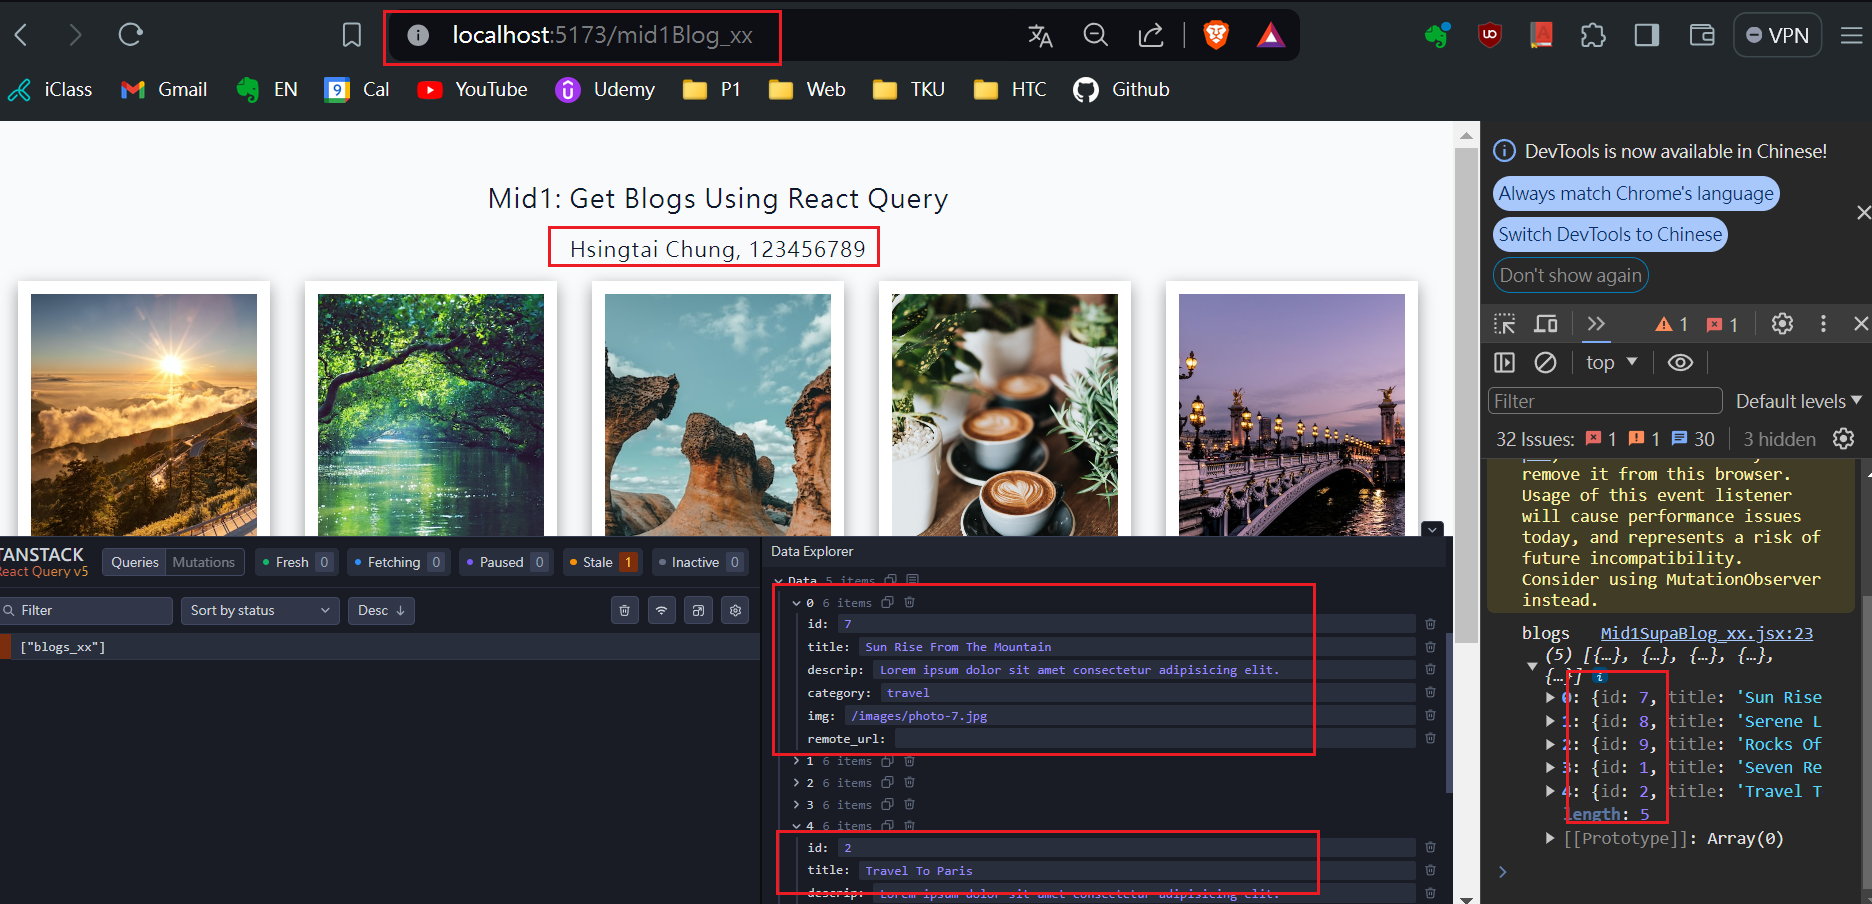 localhost:5173/mid1Blog_xx
VPN
iClass Gmail EN 9 Cal YouTube Udemy P1 Web TKU HTC Github
Mid1: Get Blogs Using React Query
Hsingtai Chung, 123456789
TANSTACK
React Query v5
Queries Mutations Fresh 0 Fetching 0 Paused 0 Stale 1 Inactive 0
Filter Sort by status Desc ↓
["blogs_xx"]
Data Explorer
Data 5 items
0 6 items
id: 7
title: Sun Rise From The Mountain
descrip: Lorem ipsum dolor sit amet consectetur adipisicing elit.
category: travel
img: /images/photo-7.jpg
remote_url:
1 6 items
2 6 items
3 6 items
4 6 items
id: 2
title: Travel To Paris
descrip: Lorem ipsum dolor sit amet consectetur adipisicing elit.
DevTools is now available in Chinese!
Always match Chrome's language
Switch DevTools to Chinese
Don't show again
1 1
top
Filter Default levels
32 Issues: 1 1 30 3 hidden
remove it from this browser.
Usage of this event listener
will cause performance issues
today, and represents a risk of
future incompatibility.
Consider using MutationObserver
instead.
blogs Mid1SupaBlog_xx.jsx:23
(5) [{…}, {…}, {…}, {…},
{…}] i
0: {id: 7, title: 'Sun Rise
1: {id: 8, title: 'Serene L
2: {id: 9, title: 'Rocks Of
3: {id: 1, title: 'Seven Re
4: {id: 2, title: 'Travel T
length: 5
[[Prototype]]: Array(0)